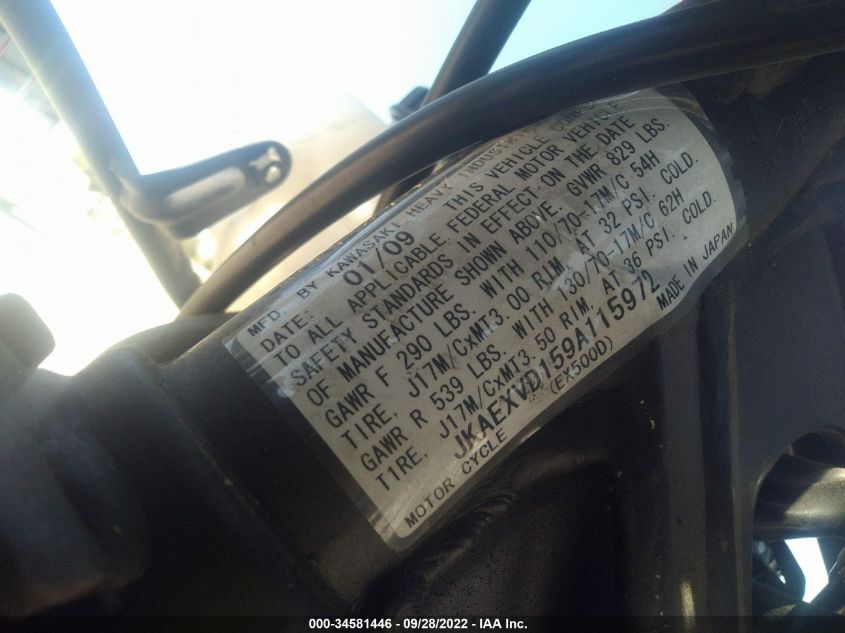 MFD. BY KAWASAKI HEAVY INDUSTR
DATE: 01/09 THIS VEHICLE CONF
TO ALL APPLICABLE FEDERAL MOTOR VEHICLE
SAFETY STANDARDS IN EFFECT ON THE DATE
OF MANUFACTURE SHOWN ABOVE. GVWR 829 LBS.
GAWR F 290 LBS. WITH 110/70-17M/C 54H
TIRE, J17M/CxMT3.00 RIM, AT 32 PSI COLD.
GAWR R 539 LBS. WITH 130/70-17M/C 62H
TIRE, J17M/CxMT3.50 RIM, AT 36 PSI. COLD.
JKAEXVD159A115972
MOTOR CYCLE (EX500D) MADE IN JAPAN
000-34581446 - 09/28/2022 - IAA Inc.